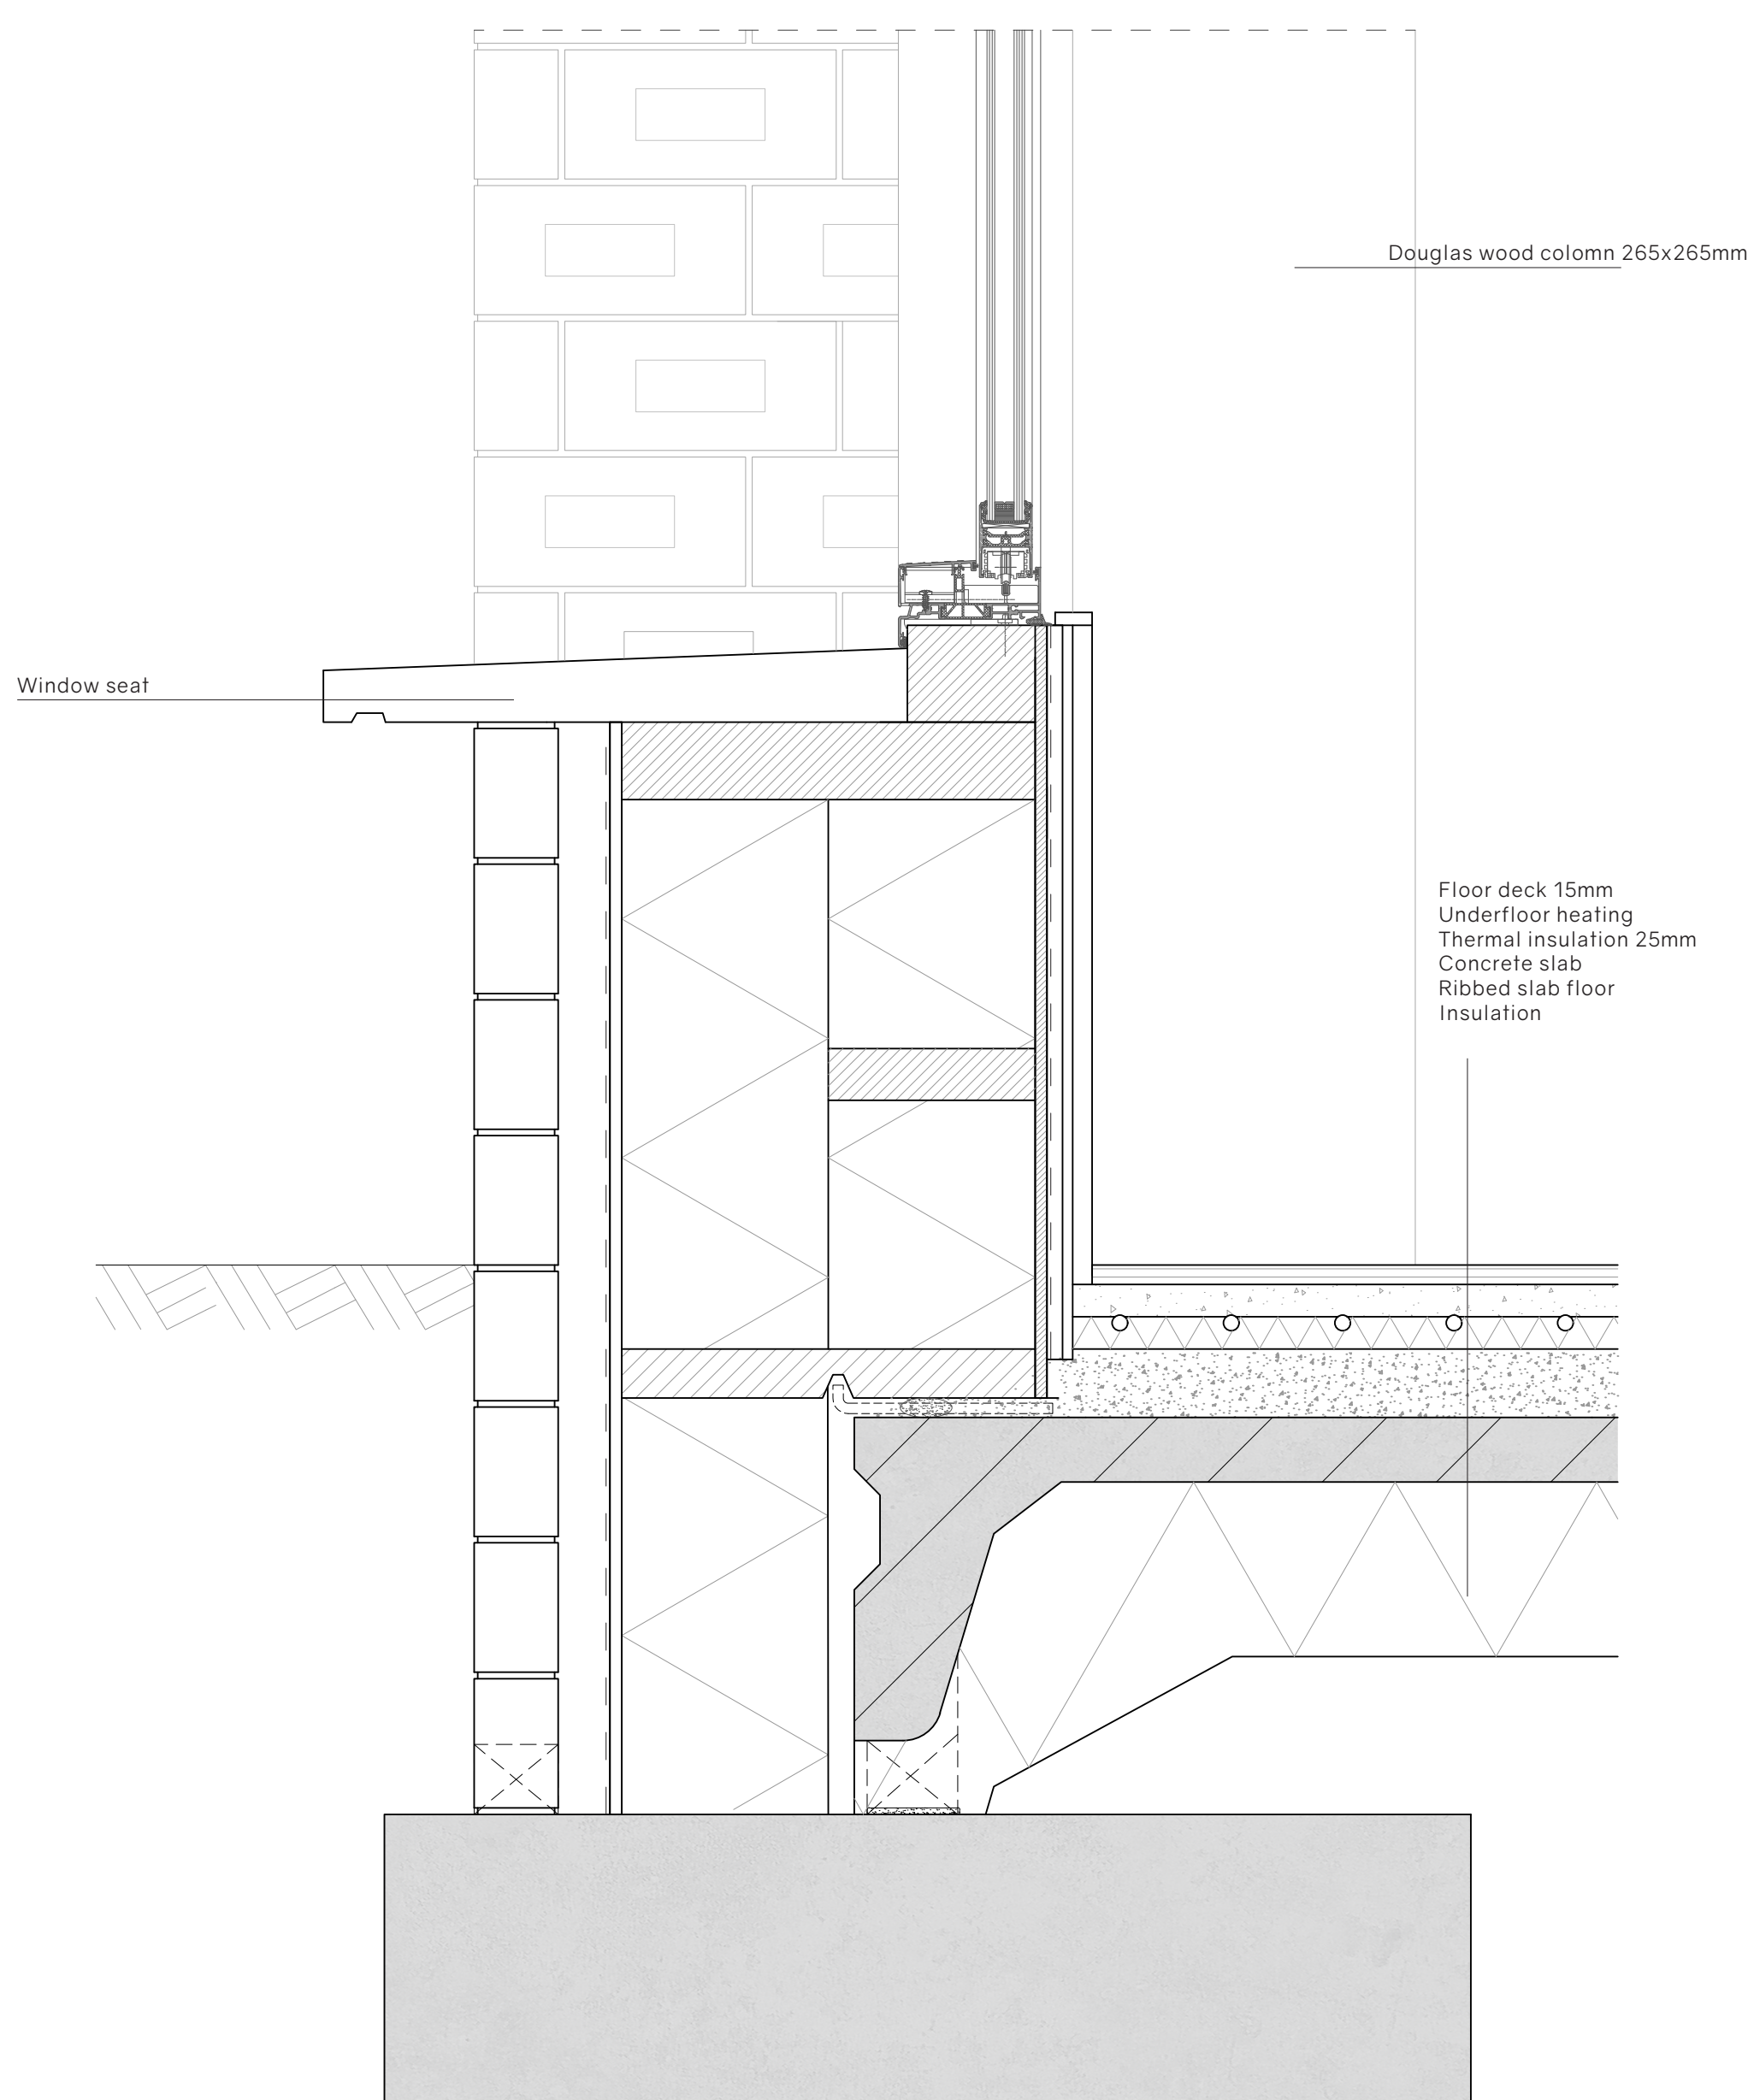 Douglas wood colomn 265x265mm
Window seat
Floor deck 15mm
Underfloor heating
Thermal insulation 25mm
Concrete slab
Ribbed slab floor
Insulation